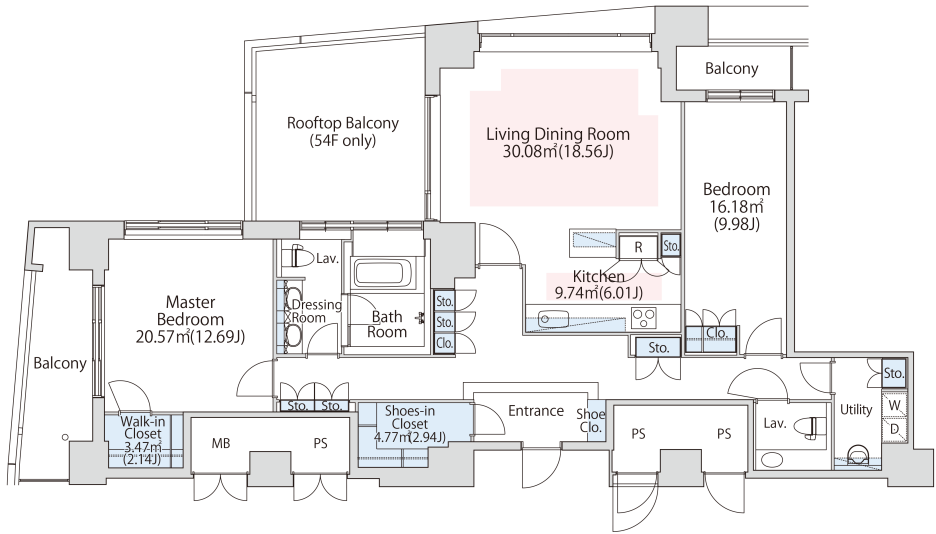 Balcony
Rooftop Balcony
(54F only)
Living Dining Room
30.08㎡(18.56J)
Bedroom
16.18㎡
(9.98J)
R
Sto.
Kitchen
9.74㎡(6.01J)
Lav.
Dressing
Room
Bath
Room
Sto.
Sto.
Clo.
Master
Bedroom
20.57㎡(12.69J)
Balcony
Clo.
Sto.
Sto.
Sto.
Sto.
Walk-in
Closet
3.47㎡
(2.14J)
MB
PS
Shoes-in
Closet
4.77㎡(2.94J)
Entrance
Shoe
Clo.
PS
PS
Lav.
Utility
W
D